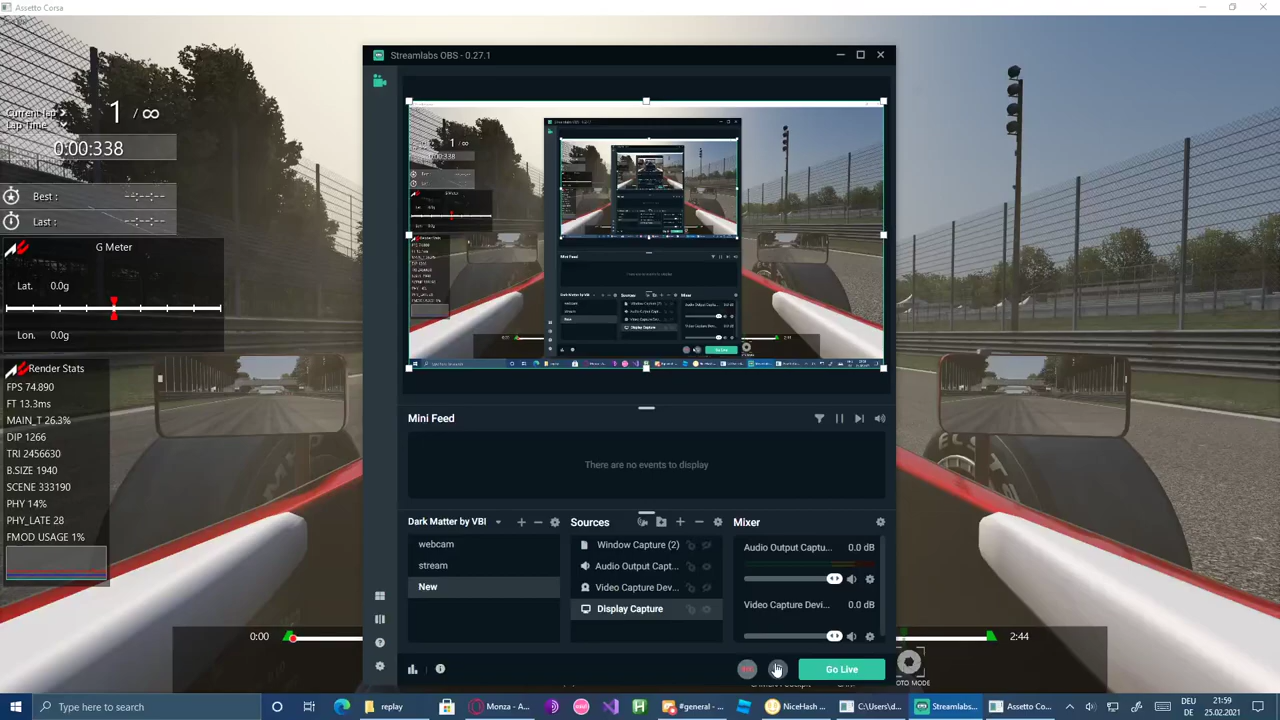 Assetto Corsa
Current lap
1 / ∞
Lap Time
0:00:338
Best : --:--:---
Last : --:--:---
G Meter
Lat. 0.0g
Lon. 0.0g
Render Stats
FPS 74.890
FT 13.3ms
MAIN_T 26.3%
DIP 1266
TRI 2456630
B.SIZE 1940
SCENE 333190
PHY 14%
PHY_LATE 28
FMOD USAGE 1%
Streamlabs OBS - 0.27.1
Mini Feed
There are no events to display
Dark Matter by VBI
webcam
stream
New
Sources
Window Capture (2)
Audio Output Capt...
Video Capture Dev...
Display Capture
Mixer
Audio Output Captu... 0.0 dB
Video Capture Devi... 0.0 dB
REC
Go Live
0:00
2:44
OTO MODE
Type here to search
replay
Monza - A...
#general - ...
NiceHash ...
C:\Users\d...
Streamlabs...
Assetto Co...
DEU
DE
21:59
25.02.2021